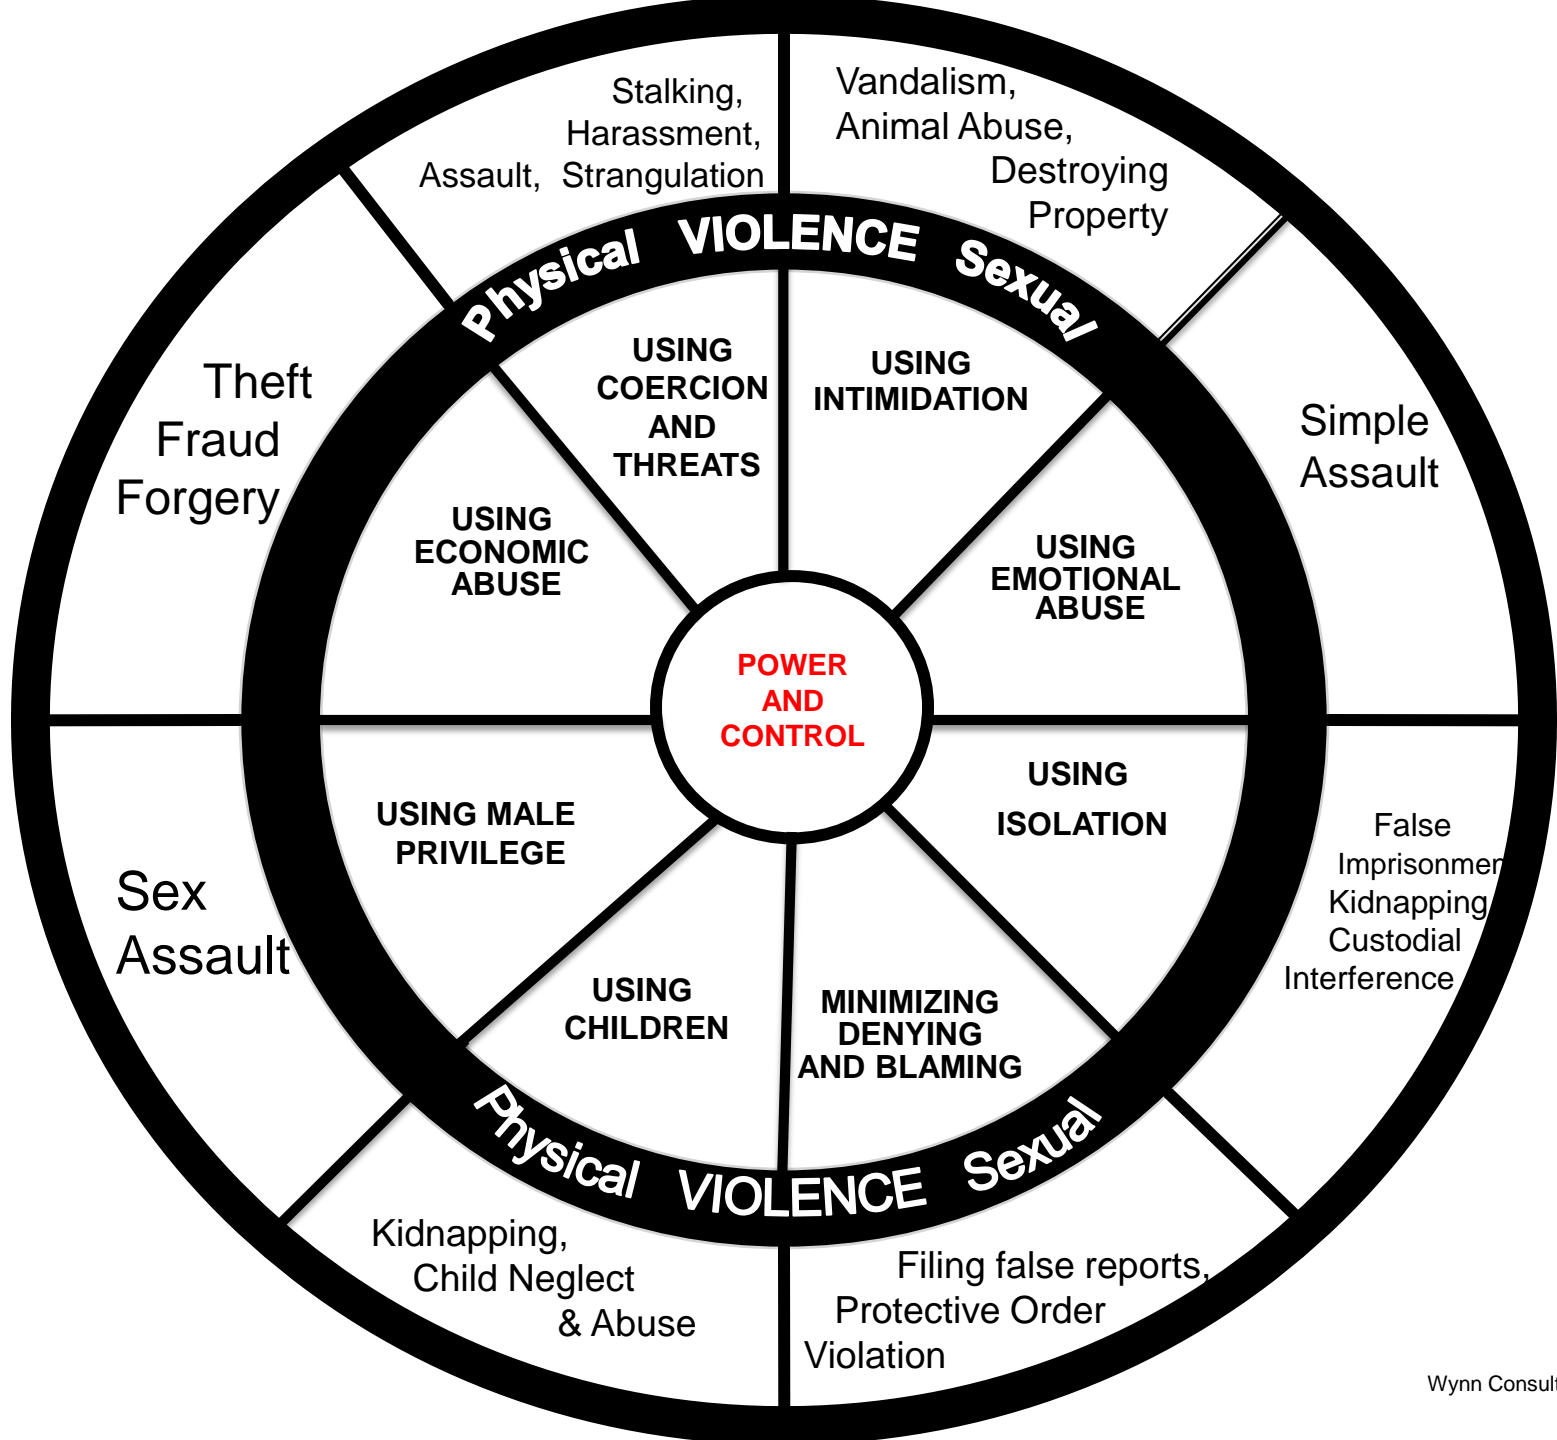 Stalking,
Harassment,
Assault, Strangulation
Vandalism,
Animal Abuse,
Destroying
Property
Physical VIOLENCE Sexual
Theft
Fraud
Forgery
USING
COERCION
AND
THREATS
USING
INTIMIDATION
Simple
Assault
USING
ECONOMIC
ABUSE
USING
EMOTIONAL
ABUSE
POWER
AND
CONTROL
USING MALE
PRIVILEGE
USING
ISOLATION
Sex
Assault
False
Imprisonmen
Kidnapping
Custodial
Interference
USING
CHILDREN
MINIMIZING
DENYING
AND BLAMING
Physical VIOLENCE Sexual
Kidnapping,
Child Neglect
& Abuse
Filing false reports,
Protective Order
Violation
Wynn Consult